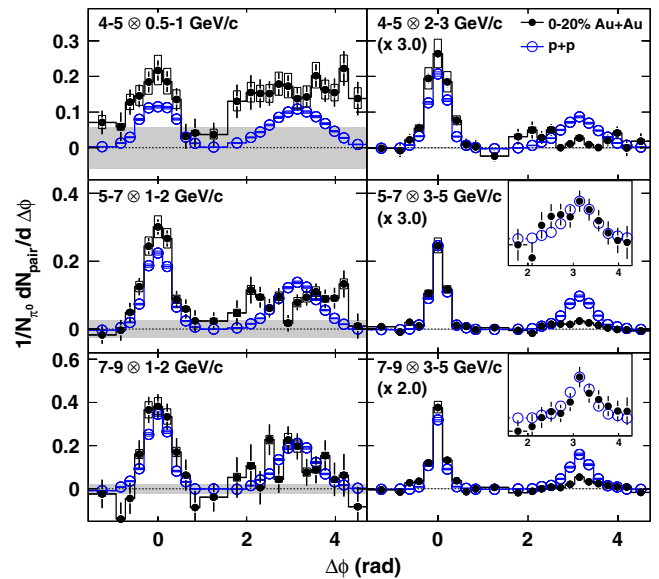 4-5 ⊗ 0.5-1 GeV/c
4-5 ⊗ 2-3 GeV/c
(x 3.0)
0-20% Au+Au
p+p
0.3
0.2
0.1
0
5-7 ⊗ 1-2 GeV/c
5-7 ⊗ 3-5 GeV/c
(x 3.0)
0.4
0.2
0
2 3 4
7-9 ⊗ 1-2 GeV/c
7-9 ⊗ 3-5 GeV/c
(x 2.0)
0.6
0.4
0.2
0
2 3 4
1/N_π⁰ dN_pair/d Δϕ
0 2 4
0 2 4
Δϕ (rad)